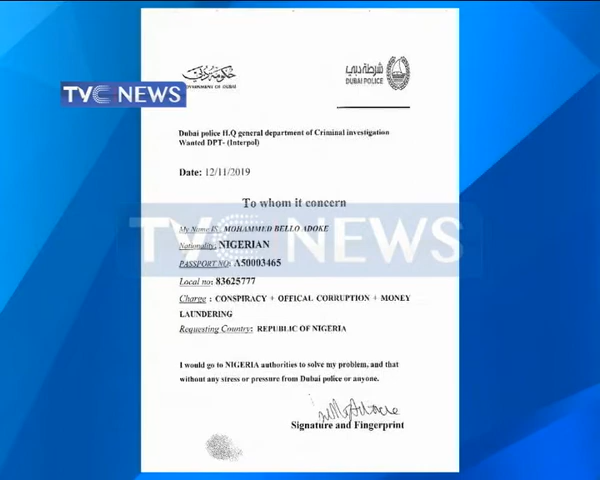 حكومة دبي
GOVERNMENT OF DUBAI
شرطة دبي
DUBAI POLICE
TVC NEWS
Dubai police H.Q general department of Criminal investigation
Wanted DPT- (Interpol)
Date: 12/11/2019
To whom it concern
TVC NEWS
My Name IS: MOHAMMED BELLO ADOKE
Nationality: NIGERIAN
PASSPORT NO: A50003465
Local no: 83625777
Charge : CONSPIRACY + OFFICAL CORRUPTION + MONEY
LAUNDERING
Requesting Country: REPUBLIC OF NIGERIA
I would go to NIGERIA authorities to solve my problem, and that
without any stress or pressure from Dubai police or anyone.
Signature and Fingerprint